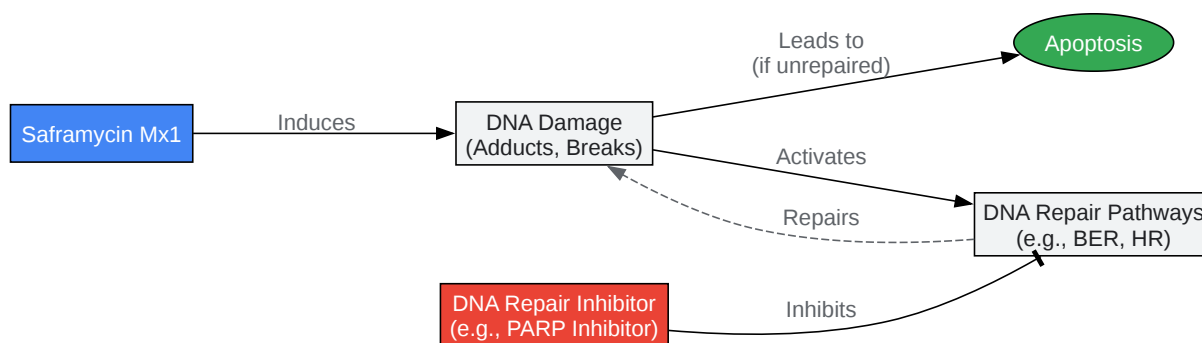 Leads to
(if unrepaired)
Apoptosis
Saframycin Mx1
Induces
DNA Damage
(Adducts, Breaks)
Activates
Repairs
DNA Repair Pathways
(e.g., BER, HR)
DNA Repair Inhibitor
(e.g., PARP Inhibitor)
Inhibits